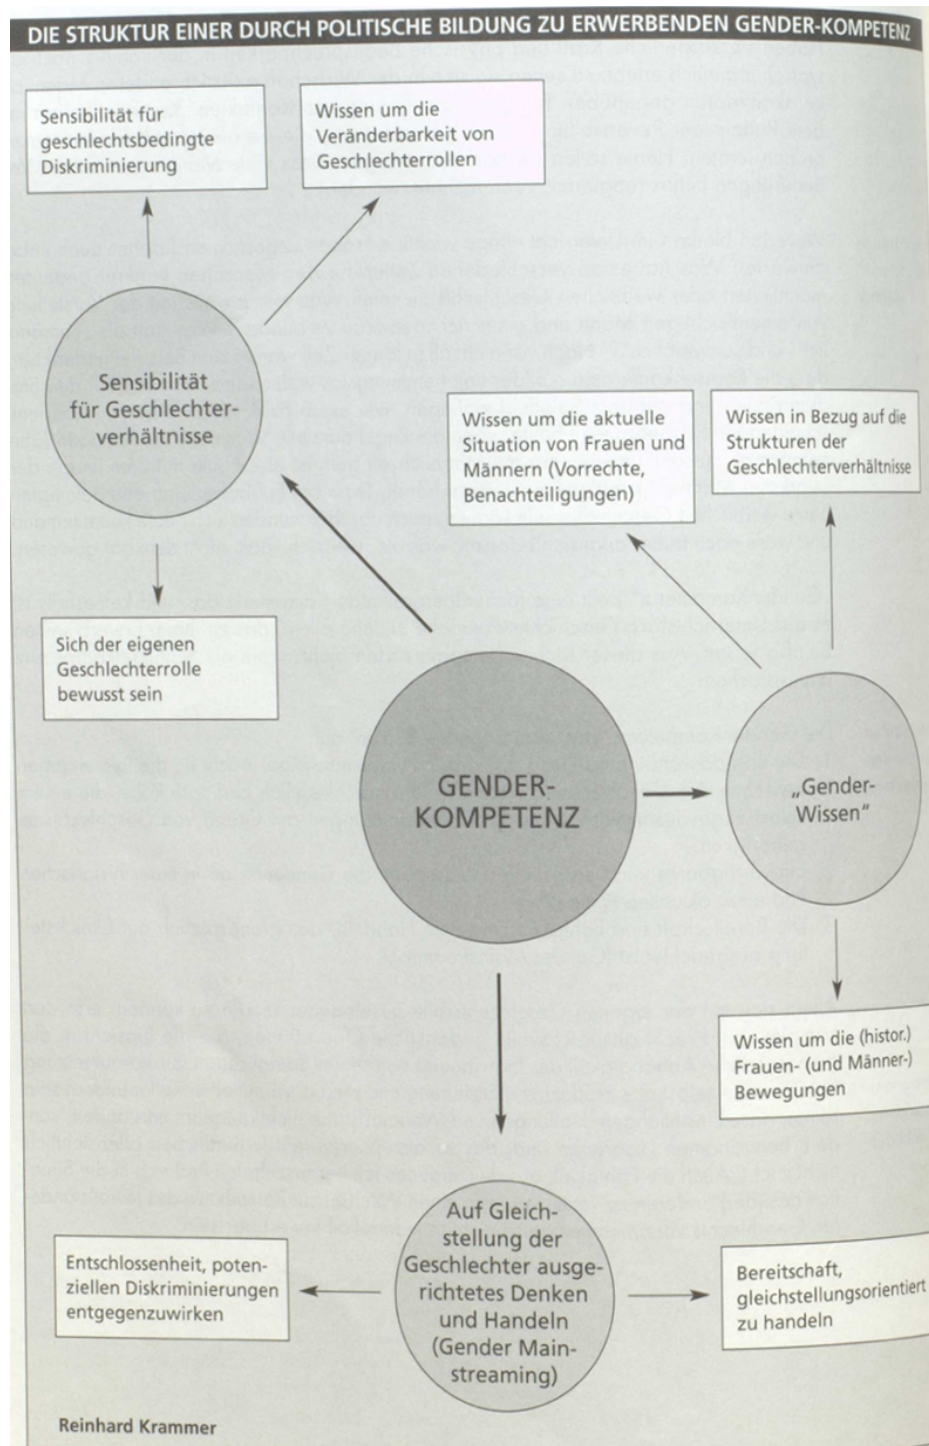 DIE STRUKTUR EINER DURCH POLITISCHE BILDUNG ZU ERWERBENDEN GENDER-KOMPETENZ
Sensibilität für
geschlechtsbedingte
Diskriminierung
Wissen um die
Veränderbarkeit von
Geschlechterrollen
Sensibilität
für Geschlechter-
verhältnisse
Wissen um die aktuelle
Situation von Frauen und
Männern (Vorrechte,
Benachteiligungen)
Wissen in Bezug auf die
Strukturen der
Geschlechterverhältnisse
Sich der eigenen
Geschlechterrolle
bewusst sein
GENDER-
KOMPETENZ
„Gender-
Wissen“
Wissen um die (histor.)
Frauen- (und Männer-)
Bewegungen
Auf Gleich-
stellung der
Geschlechter ausge-
richtetes Denken
und Handeln
(Gender Main-
streaming)
Entschlossenheit, poten-
ziellen Diskriminierungen
entgegenzuwirken
Bereitschaft,
gleichstellungsorientiert
zu handeln
Reinhard Krammer